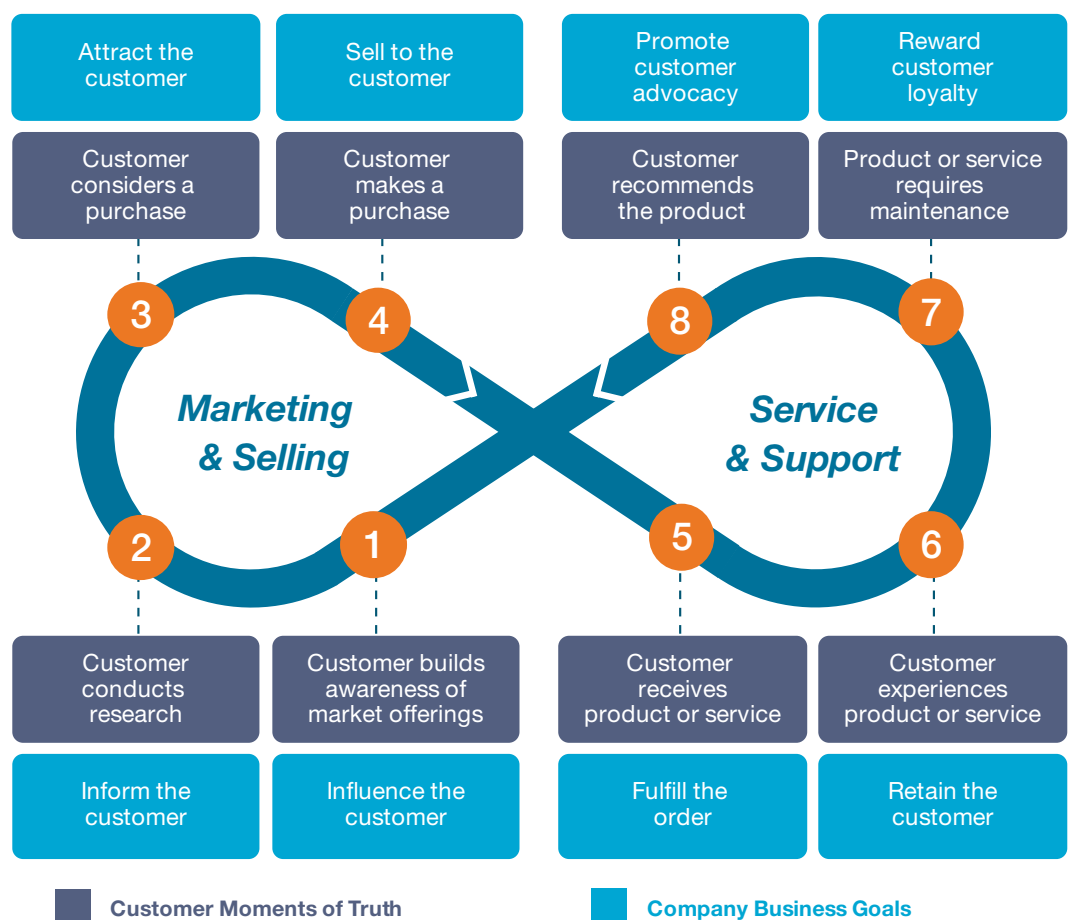 Attract the
customer
Sell to the
customer
Promote
customer
advocacy
Reward
customer
loyalty
Customer
considers a
purchase
Customer
makes a
purchase
Customer
recommends
the product
Product or service
requires
maintenance
3
4
8
7
Marketing
& Selling
Service
& Support
2
1
5
6
Customer
conducts
research
Customer builds
awareness of
market offerings
Customer
receives
product or service
Customer
experiences
product or service
Inform the
customer
Influence the
customer
Fulfill the
order
Retain the
customer
Customer Moments of Truth
Company Business Goals